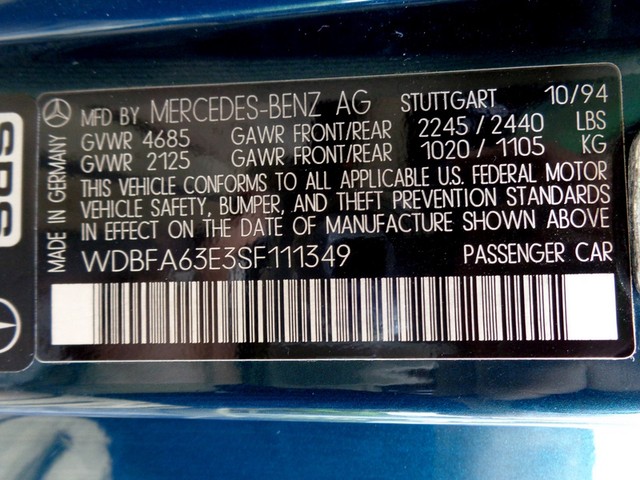 MFD BY MERCEDES-BENZ AG STUTTGART 10/94
GVWR 4685 GAWR FRONT/REAR 2245 / 2440 LBS
GVWR 2125 GAWR FRONT/REAR 1020 / 1105 KG
THIS VEHICLE CONFORMS TO ALL APPLICABLE U.S. FEDERAL MOTOR
VEHICLE SAFETY, BUMPER, AND THEFT PREVENTION STANDARDS
IN EFFECT ON THE DATE OF MANUFACTURE SHOWN ABOVE
WDBFA63E3SF111349 PASSENGER CAR
MADE IN GERMANY
SRS